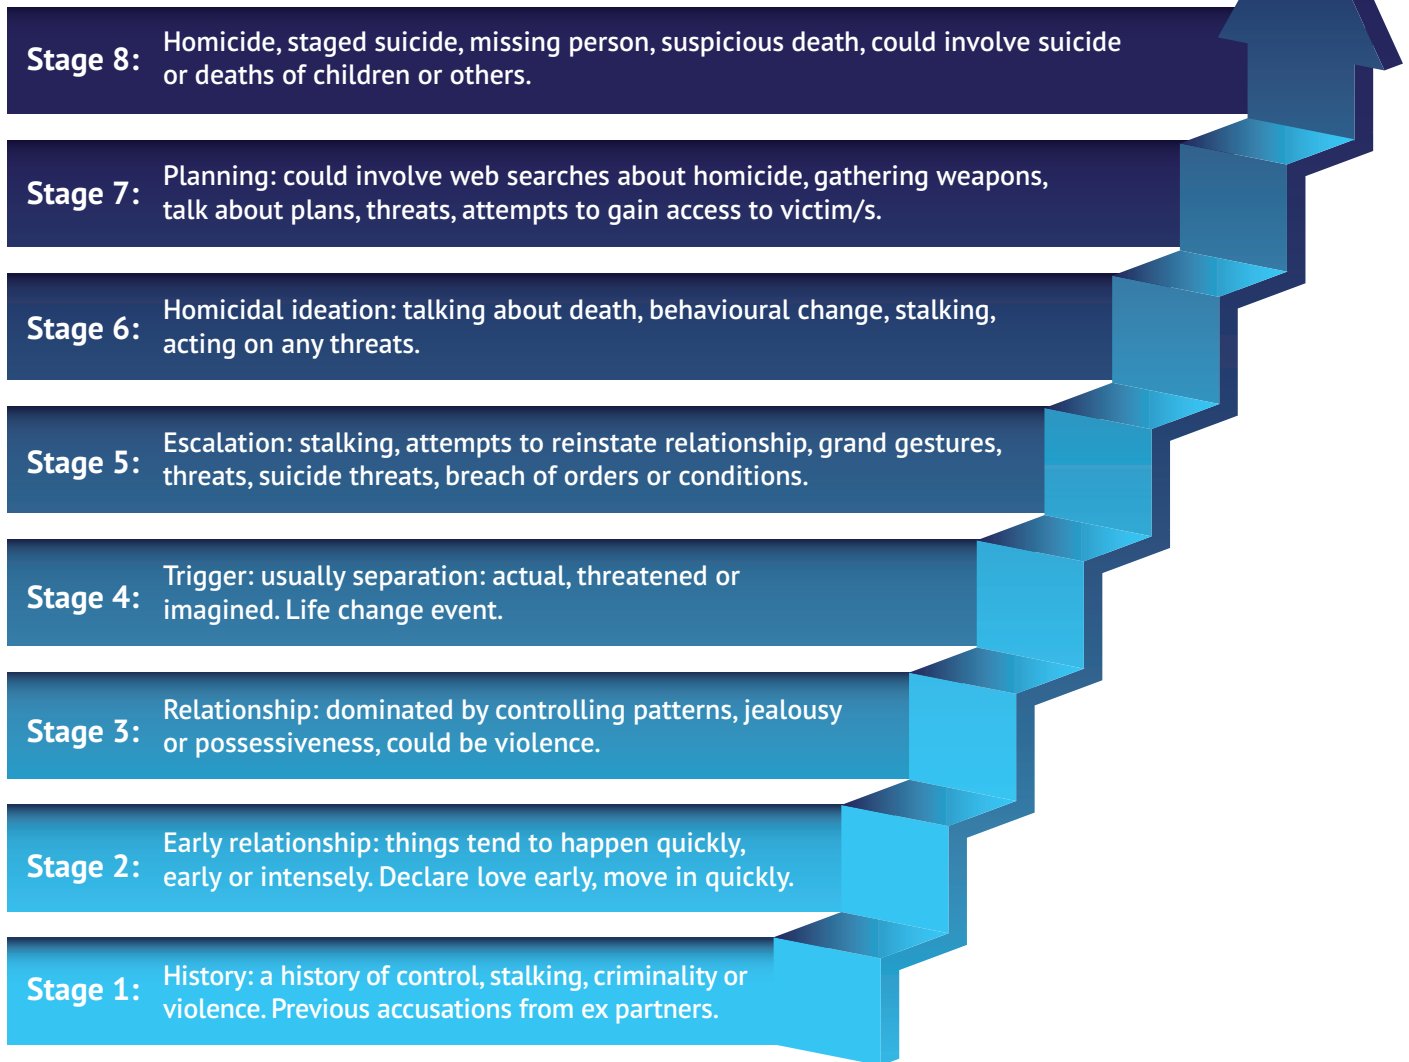 Stage 8:
Homicide, staged suicide, missing person, suspicious death, could involve suicide
or deaths of children or others.
Stage 7:
Planning: could involve web searches about homicide, gathering weapons,
talk about plans, threats, attempts to gain access to victim/s.
Stage 6:
Homicidal ideation: talking about death, behavioural change, stalking,
acting on any threats.
Stage 5:
Escalation: stalking, attempts to reinstate relationship, grand gestures,
threats, suicide threats, breach of orders or conditions.
Stage 4:
Trigger: usually separation: actual, threatened or
imagined. Life change event.
Stage 3:
Relationship: dominated by controlling patterns, jealousy
or possessiveness, could be violence.
Stage 2:
Early relationship: things tend to happen quickly,
early or intensely. Declare love early, move in quickly.
Stage 1:
History: a history of control, stalking, criminality or
violence. Previous accusations from ex partners.